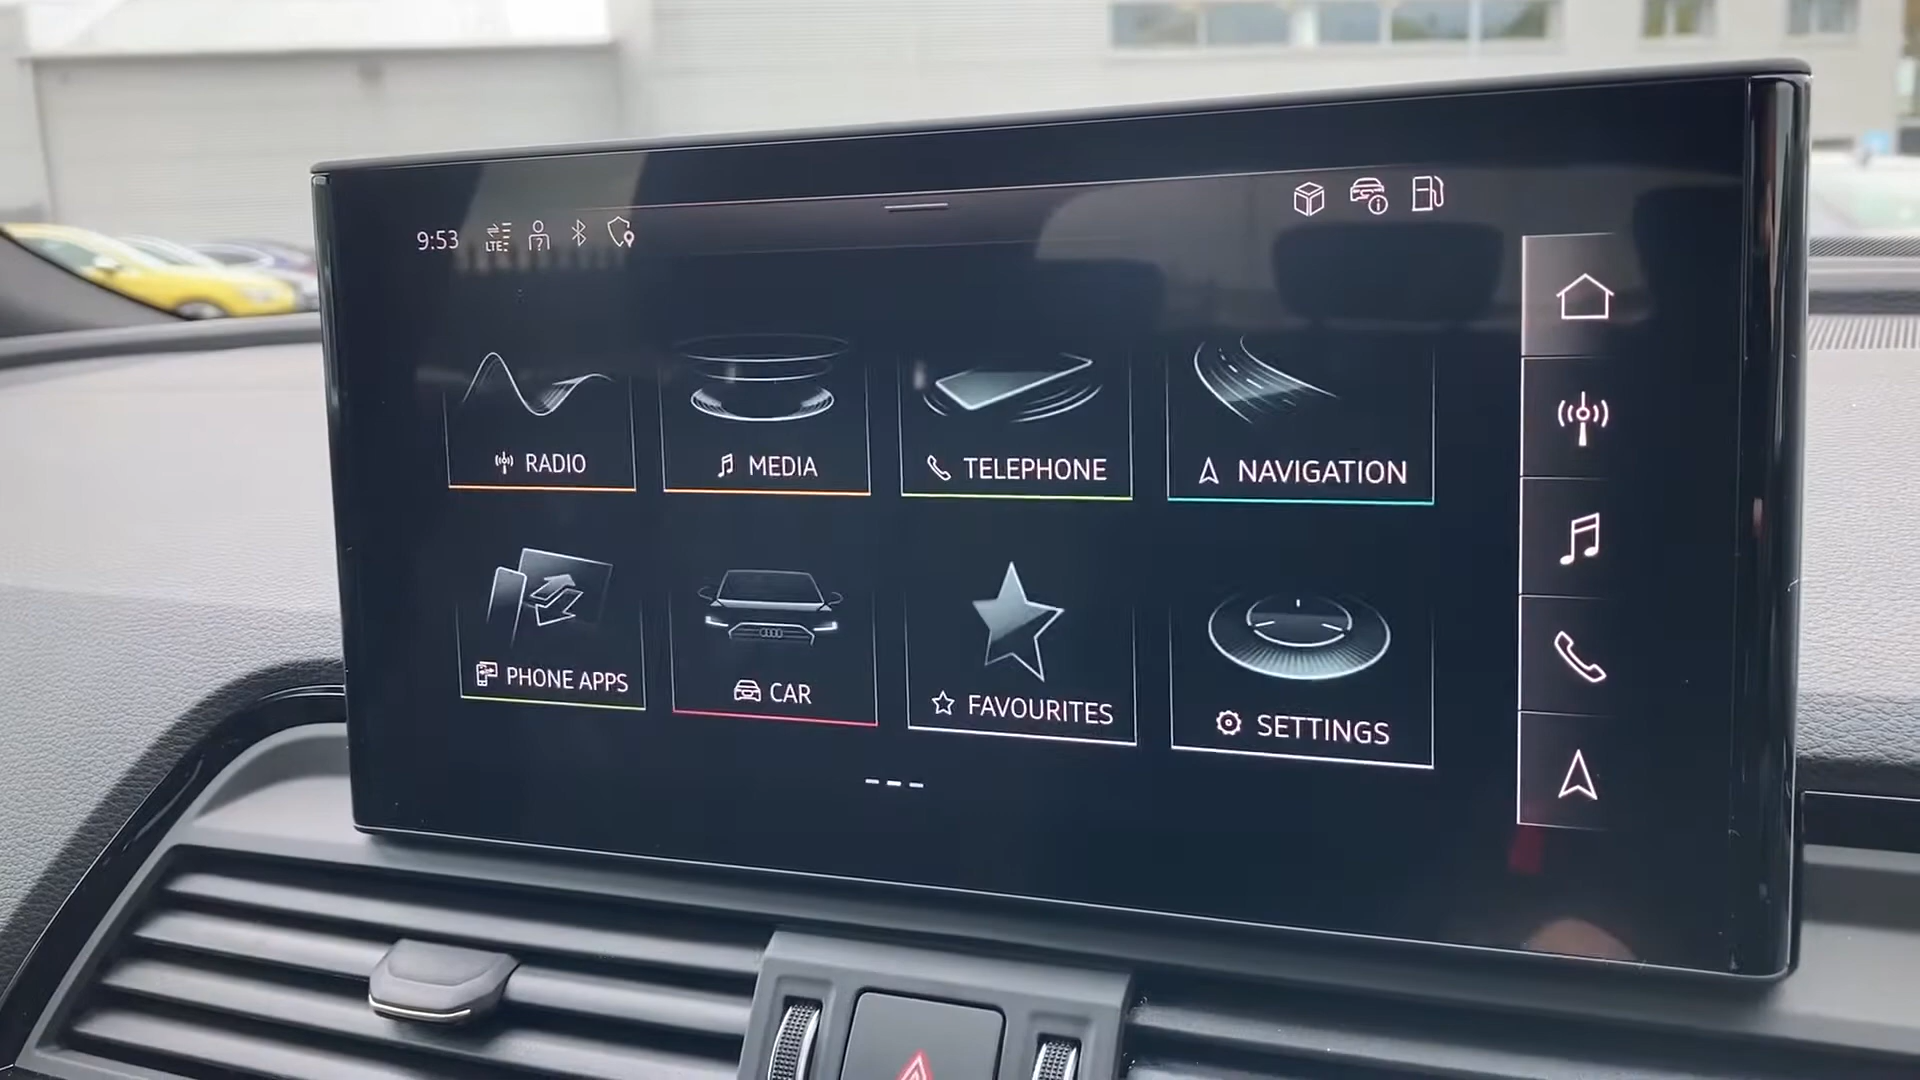 9:53
LTE
RADIO
MEDIA
TELEPHONE
NAVIGATION
PHONE APPS
CAR
FAVOURITES
SETTINGS